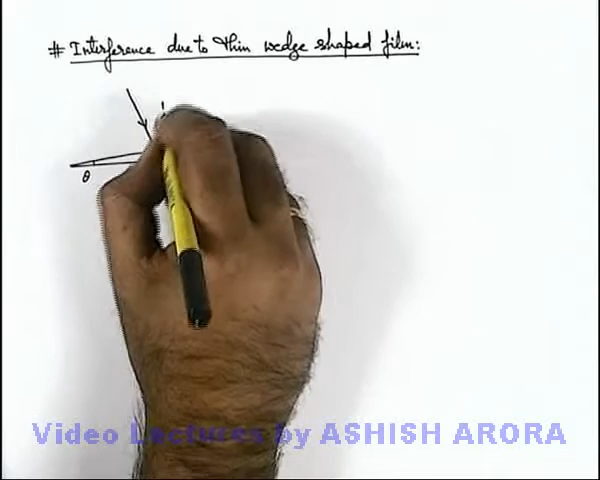 # Interference due to thin wedge shaped film:
θ
Video Lectures by ASHISH ARORA